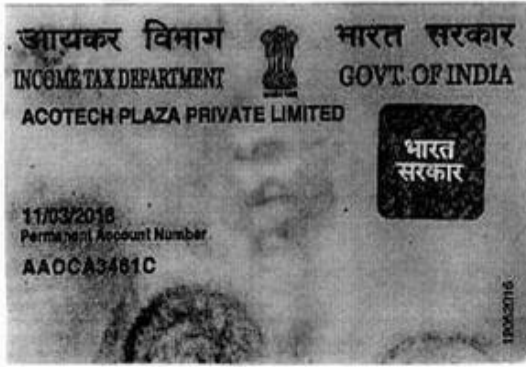 आयकर विभाग
भारत सरकार
INCOME TAX DEPARTMENT
GOVT. OF INDIA
ACOTECH PLAZA PRIVATE LIMITED
भारत
सरकार
11/03/2016
Permanent Account Number
AAOCA3461C